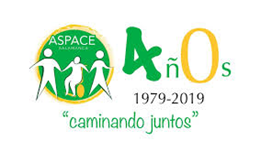 ASPACE
SALAMANCA
4ñOs
1979-2019
“caminando juntos”